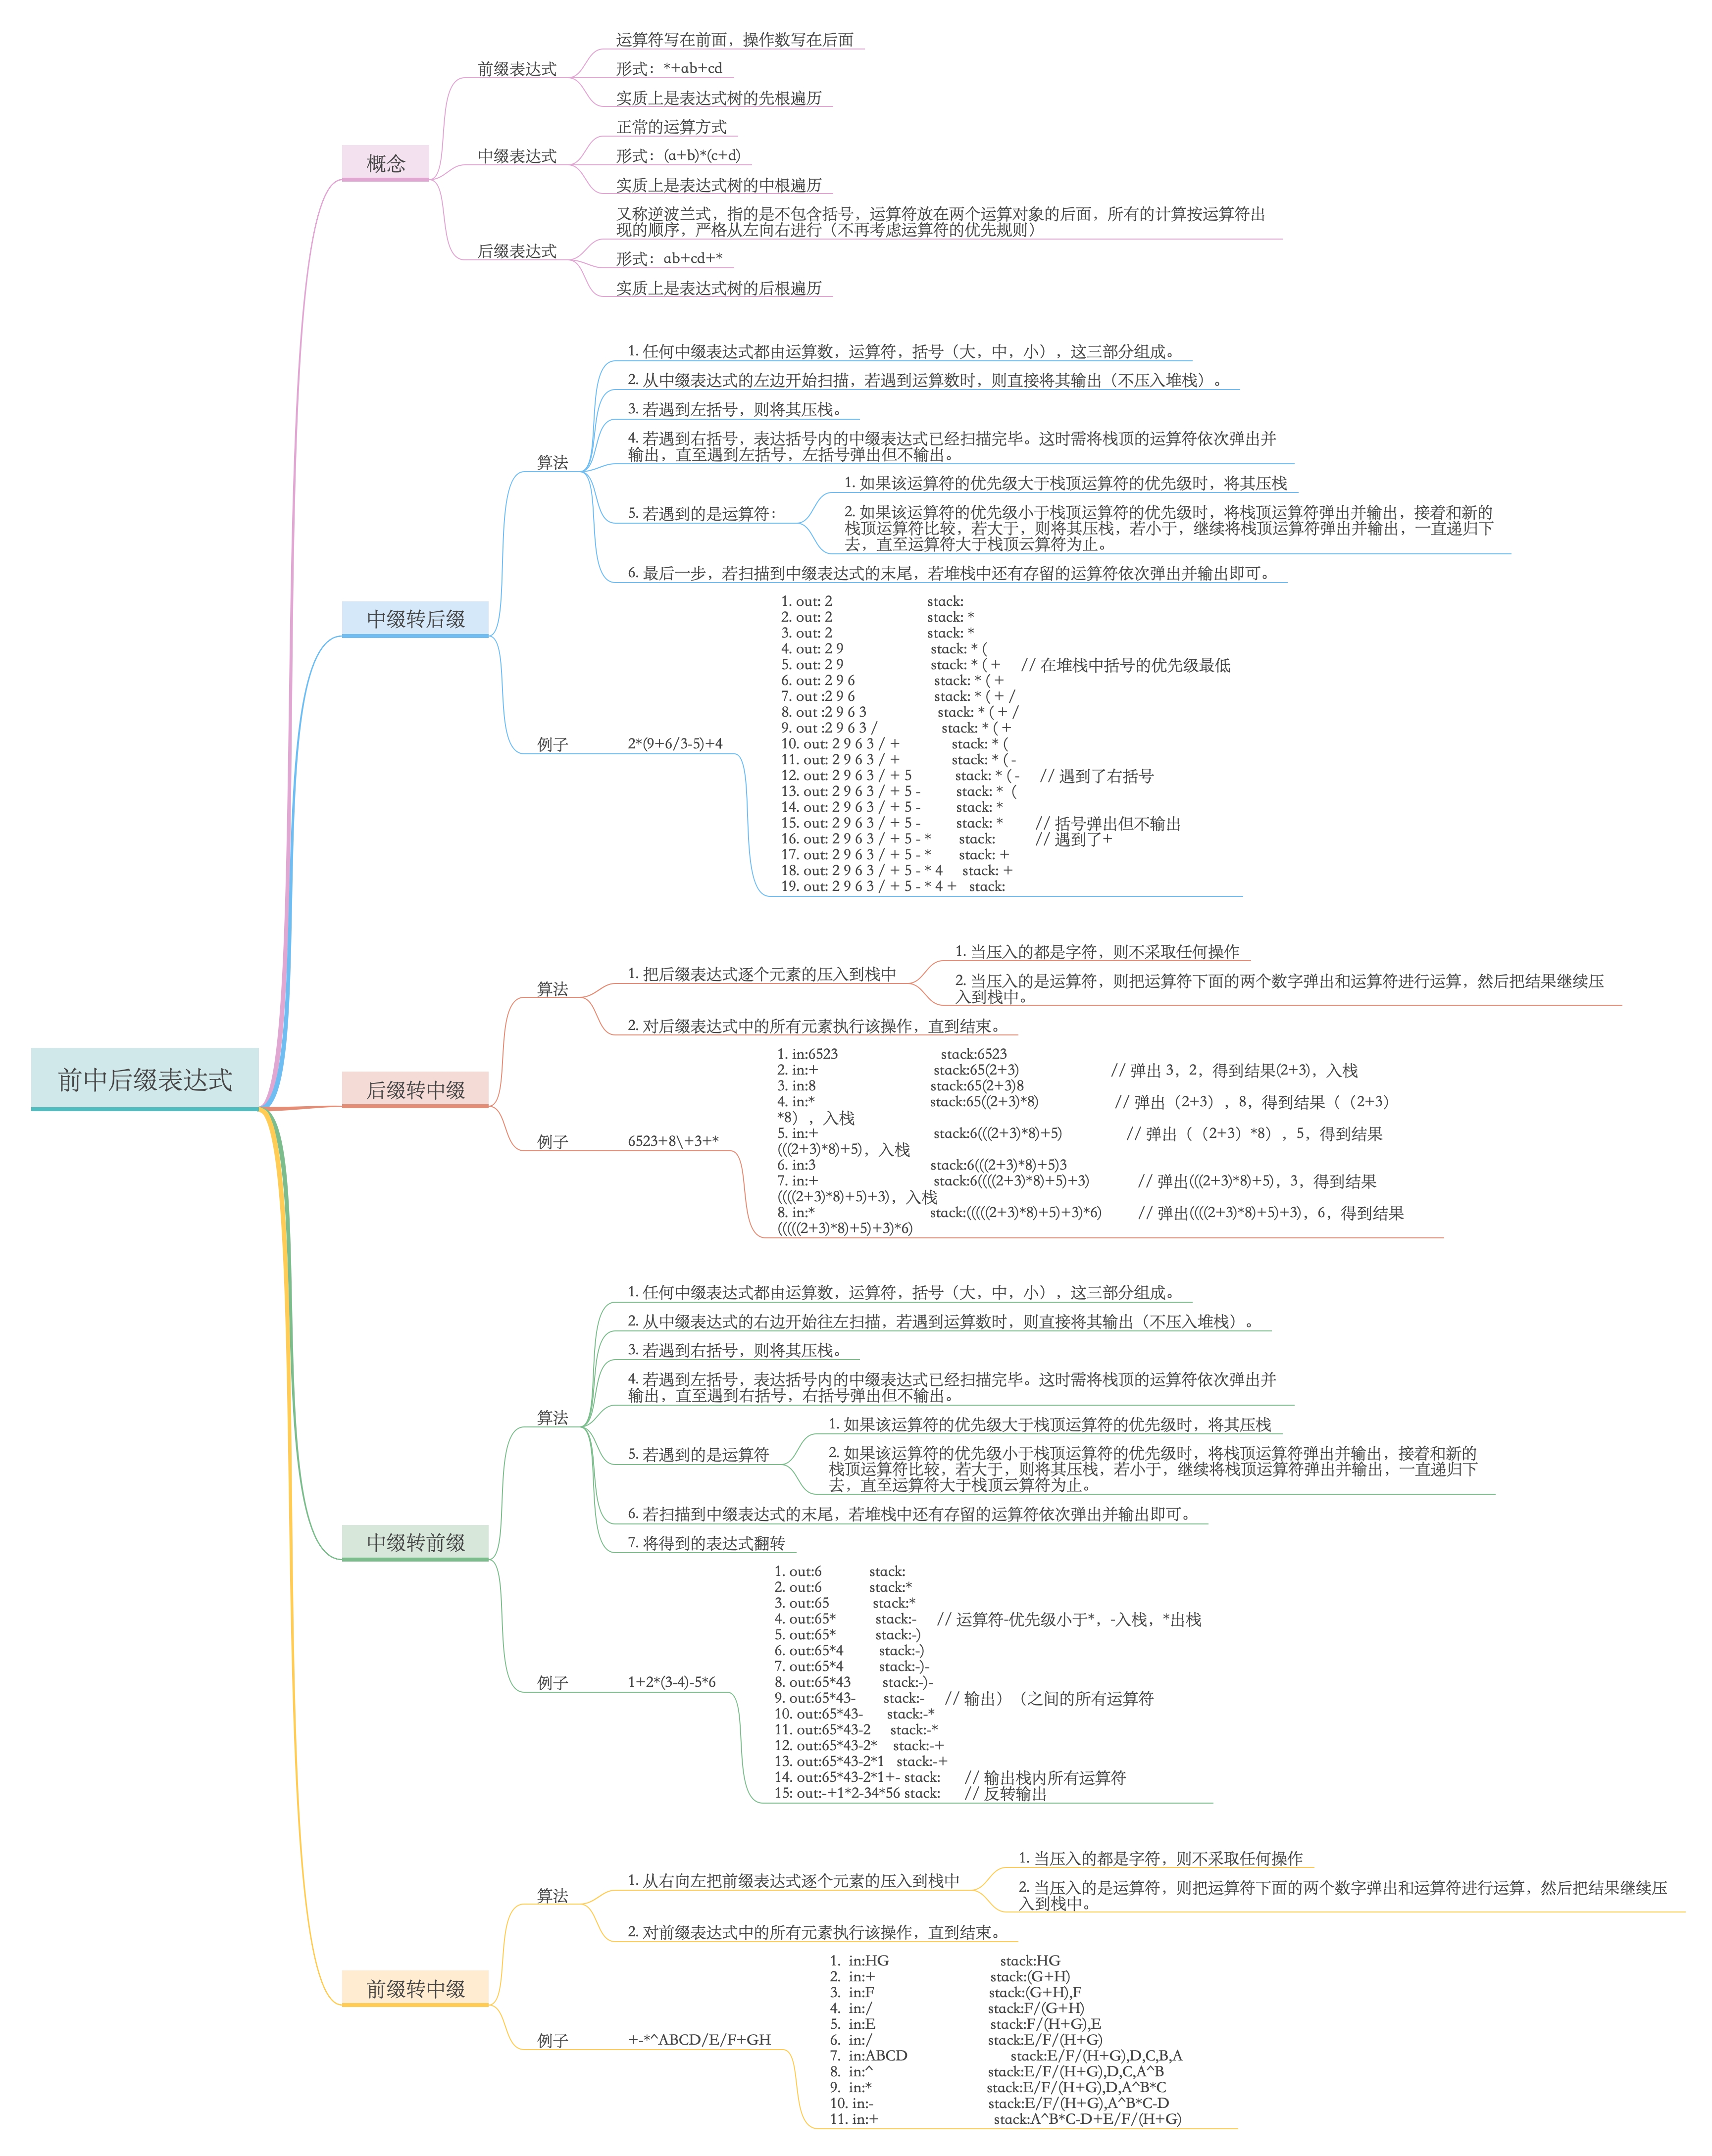 前中后缀表达式
概念
前缀表达式
运算符写在前面，操作数写在后面
形式：*+ab+cd
实质上是表达式树的先根遍历
中缀表达式
正常的运算方式
形式：(a+b)*(c+d)
实质上是表达式树的中根遍历
后缀表达式
又称逆波兰式，指的是不包含括号，运算符放在两个运算对象的后面，所有的计算按运算符出
现的顺序，严格从左向右进行（不再考虑运算符的优先规则）
形式：ab+cd+*
实质上是表达式树的后根遍历
中缀转后缀
算法
1. 任何中缀表达式都由运算数，运算符，括号（大，中，小），这三部分组成。
2. 从中缀表达式的左边开始扫描，若遇到运算数时，则直接将其输出（不压入堆栈）。
3. 若遇到左括号，则将其压栈。
4. 若遇到右括号，表达括号内的中缀表达式已经扫描完毕。这时需将栈顶的运算符依次弹出并
输出，直至遇到左括号，左括号弹出但不输出。
5. 若遇到的是运算符：
1. 如果该运算符的优先级大于栈顶运算符的优先级时，将其压栈
2. 如果该运算符的优先级小于栈顶运算符的优先级时，将栈顶运算符弹出并输出，接着和新的
栈顶运算符比较，若大于，则将其压栈，若小于，继续将栈顶运算符弹出并输出，一直递归下
去，直至运算符大于栈顶云算符为止。
6. 最后一步，若扫描到中缀表达式的末尾，若堆栈中还有存留的运算符依次弹出并输出即可。
例子
2*(9+6/3-5)+4
1. out: 2 stack:
2. out: 2 stack: *
3. out: 2 stack: *
4. out: 2 9 stack: * (
5. out: 2 9 stack: * ( + // 在堆栈中括号的优先级最低
6. out: 2 9 6 stack: * ( +
7. out :2 9 6 stack: * ( + /
8. out :2 9 6 3 stack: * ( + /
9. out :2 9 6 3 / stack: * ( +
10. out: 2 9 6 3 / + stack: * (
11. out: 2 9 6 3 / + stack: * ( -
12. out: 2 9 6 3 / + 5 stack: * ( - // 遇到了右括号
13. out: 2 9 6 3 / + 5 - stack: * (
14. out: 2 9 6 3 / + 5 - stack: *
15. out: 2 9 6 3 / + 5 - stack: * // 括号弹出但不输出
16. out: 2 9 6 3 / + 5 - * stack: // 遇到了+
17. out: 2 9 6 3 / + 5 - * stack: +
18. out: 2 9 6 3 / + 5 - * 4 stack: +
19. out: 2 9 6 3 / + 5 - * 4 + stack:
后缀转中缀
算法
1. 把后缀表达式逐个元素的压入到栈中
1. 当压入的都是字符，则不采取任何操作
2. 当压入的是运算符，则把运算符下面的两个数字弹出和运算符进行运算，然后把结果继续压
入到栈中。
2. 对后缀表达式中的所有元素执行该操作，直到结束。
例子
6523+8\+3+*
1. in:6523 stack:6523
2. in:+ stack:65(2+3) // 弹出 3，2，得到结果(2+3)，入栈
3. in:8 stack:65(2+3)8
4. in:* stack:65((2+3)*8) // 弹出（2+3），8，得到结果（（2+3）
*8），入栈
5. in:+ stack:6(((2+3)*8)+5) // 弹出（（2+3）*8），5，得到结果
(((2+3)*8)+5)，入栈
6. in:3 stack:6(((2+3)*8)+5)3
7. in:+ stack:6((((2+3)*8)+5)+3) // 弹出(((2+3)*8)+5)，3，得到结果
((((2+3)*8)+5)+3)，入栈
8. in:* stack:(((((2+3)*8)+5)+3)*6) // 弹出((((2+3)*8)+5)+3)，6，得到结果
(((((2+3)*8)+5)+3)*6)
中缀转前缀
算法
1. 任何中缀表达式都由运算数，运算符，括号（大，中，小），这三部分组成。
2. 从中缀表达式的右边开始往左扫描，若遇到运算数时，则直接将其输出（不压入堆栈）。
3. 若遇到右括号，则将其压栈。
4. 若遇到左括号，表达括号内的中缀表达式已经扫描完毕。这时需将栈顶的运算符依次弹出并
输出，直至遇到右括号，右括号弹出但不输出。
5. 若遇到的是运算符
1. 如果该运算符的优先级大于栈顶运算符的优先级时，将其压栈
2. 如果该运算符的优先级小于栈顶运算符的优先级时，将栈顶运算符弹出并输出，接着和新的
栈顶运算符比较，若大于，则将其压栈，若小于，继续将栈顶运算符弹出并输出，一直递归下
去，直至运算符大于栈顶云算符为止。
6. 若扫描到中缀表达式的末尾，若堆栈中还有存留的运算符依次弹出并输出即可。
7. 将得到的表达式翻转
例子
1+2*(3-4)-5*6
1. out:6 stack:
2. out:6 stack:*
3. out:65 stack:*
4. out:65* stack:- // 运算符-优先级小于*，-入栈，*出栈
5. out:65* stack:-)
6. out:65*4 stack:-)
7. out:65*4 stack:-)-
8. out:65*43 stack:-)-
9. out:65*43- stack:- // 输出）（之间的所有运算符
10. out:65*43- stack:-*
11. out:65*43-2 stack:-*
12. out:65*43-2* stack:-+
13. out:65*43-2*1 stack:-+
14. out:65*43-2*1+- stack: // 输出栈内所有运算符
15: out:-+1*2-34*56 stack: // 反转输出
前缀转中缀
算法
1. 从右向左把前缀表达式逐个元素的压入到栈中
1. 当压入的都是字符，则不采取任何操作
2. 当压入的是运算符，则把运算符下面的两个数字弹出和运算符进行运算，然后把结果继续压
入到栈中。
2. 对前缀表达式中的所有元素执行该操作，直到结束。
例子
+-*^ABCD/E/F+GH
1. in:HG stack:HG
2. in:+ stack:(G+H)
3. in:F stack:(G+H),F
4. in:/ stack:F/(G+H)
5. in:E stack:F/(H+G),E
6. in:/ stack:E/F/(H+G)
7. in:ABCD stack:E/F/(H+G),D,C,B,A
8. in:^ stack:E/F/(H+G),D,C,A^B
9. in:* stack:E/F/(H+G),D,A^B*C
10. in:- stack:E/F/(H+G),A^B*C-D
11. in:+ stack:A^B*C-D+E/F/(H+G)